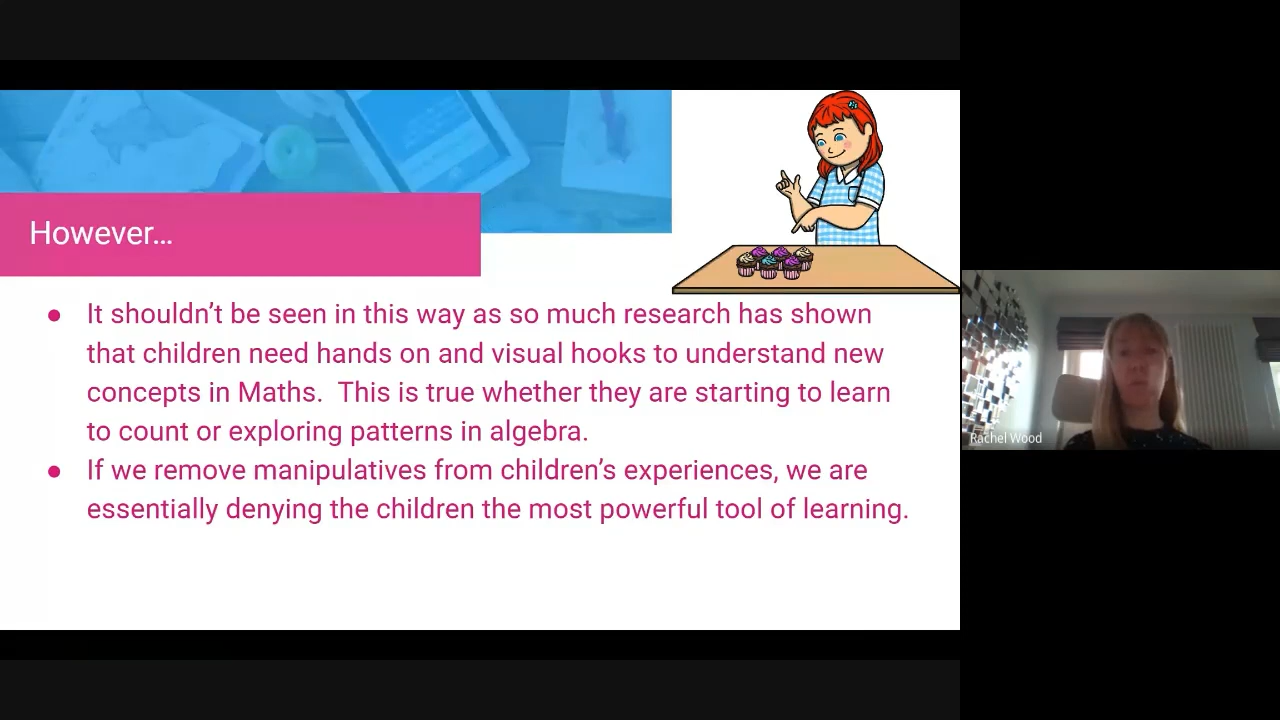 However...
● It shouldn't be seen in this way as so much research has shown
that children need hands on and visual hooks to understand new
concepts in Maths.  This is true whether they are starting to learn
to count or exploring patterns in algebra.
● If we remove manipulatives from children's experiences, we are
essentially denying the children the most powerful tool of learning.
Rachel Wood